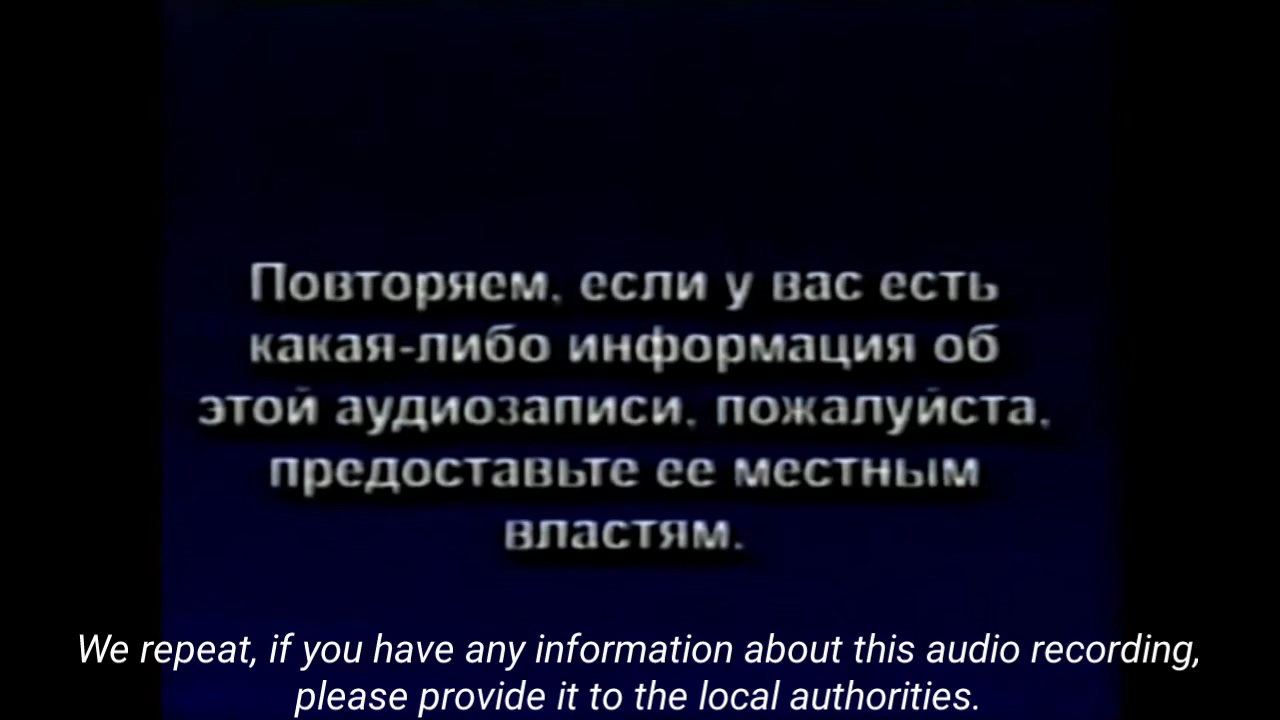 Повторяем, если у вас есть
какая-либо информация об
этой аудиозаписи, пожалуйста,
предоставьте ее местным
властям.
We repeat, if you have any information about this audio recording,
please provide it to the local authorities.